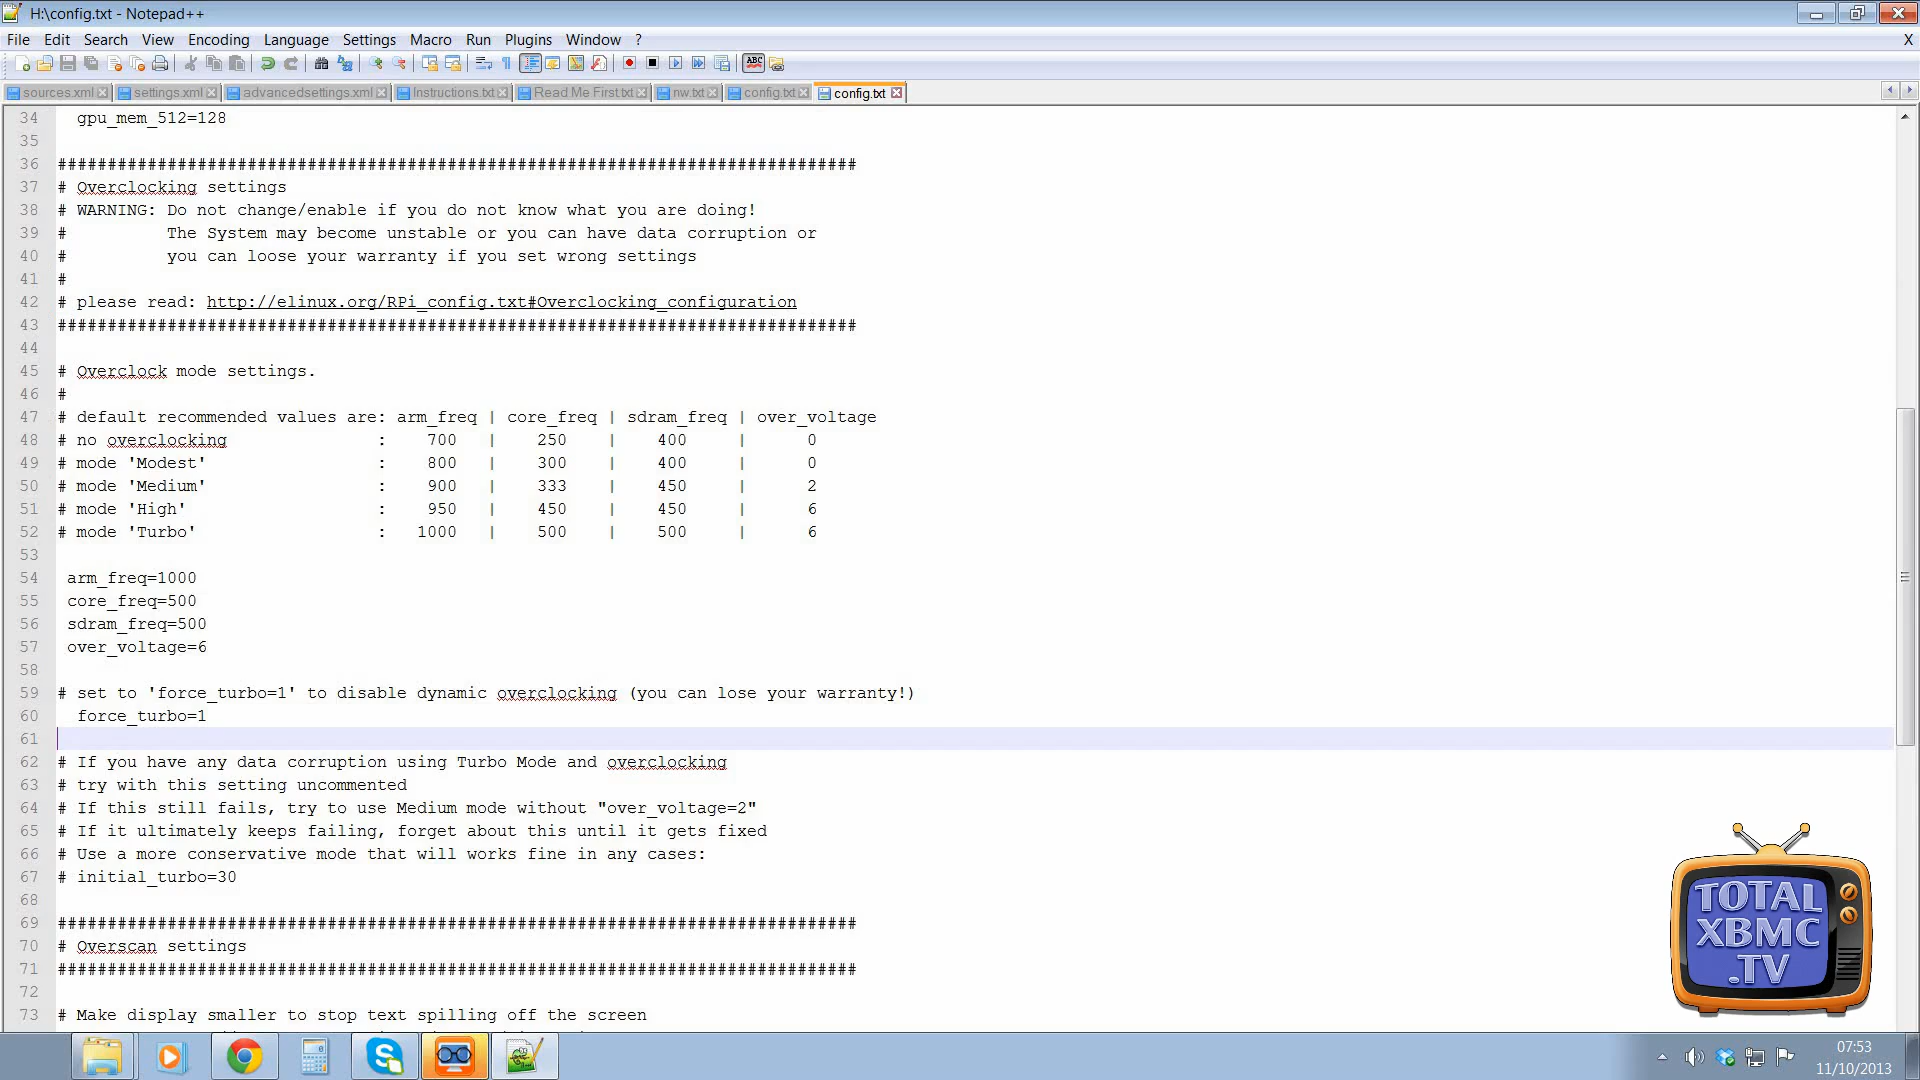 H:\config.txt - Notepad++
File Edit Search View Encoding Language Settings Macro Run Plugins Window ? X
ABC
sources.xml settings.xml advancedsettings.xml Instructions.txt Read Me First.txt nw.txt config.txt config.txt
34 gpu_mem_512=128
35
36 ################################################################################
37 # Overclocking settings
38 # WARNING: Do not change/enable if you do not know what you are doing!
39 # The System may become unstable or you can have data corruption or
40 # you can loose your warranty if you set wrong settings
41 #
42 # please read: http://elinux.org/RPi_config.txt#Overclocking_configuration
43 ################################################################################
44
45 # Overclock mode settings.
46 #
47 # default recommended values are: arm_freq | core_freq | sdram_freq | over_voltage
48 # no overclocking : 700 | 250 | 400 | 0
49 # mode 'Modest' : 800 | 300 | 400 | 0
50 # mode 'Medium' : 900 | 333 | 450 | 2
51 # mode 'High' : 950 | 450 | 450 | 6
52 # mode 'Turbo' : 1000 | 500 | 500 | 6
53
54 arm_freq=1000
55 core_freq=500
56 sdram_freq=500
57 over_voltage=6
58
59 # set to 'force_turbo=1' to disable dynamic overclocking (you can lose your warranty!)
60 force_turbo=1
61
62 # If you have any data corruption using Turbo Mode and overclocking
63 # try with this setting uncommented
64 # If this still fails, try to use Medium mode without "over_voltage=2"
65 # If it ultimately keeps failing, forget about this until it gets fixed
66 # Use a more conservative mode that will works fine in any cases:
67 # initial_turbo=30
68
69 ################################################################################
70 # Overscan settings
71 ################################################################################
72
73 # Make display smaller to stop text spilling off the screen
TOTAL
XBMC
.TV
07:53
11/10/2013